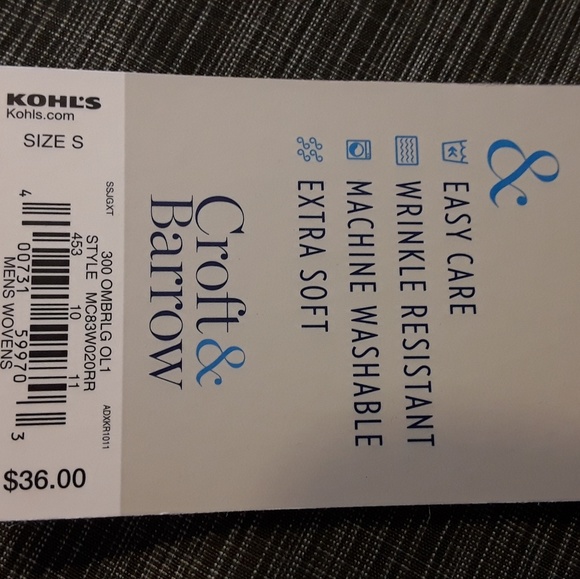 KOHL'S
Kohls.com
SIZE S
SSJGXT
300 OMBRLG OL1
STYLE MC83W020RR
453 10 11
ADXKR1011
4 00731 59970 3
MENS WOVENS
$36.00
&
EASY CARE
WRINKLE RESISTANT
MACHINE WASHABLE
EXTRA SOFT
Croft &
Barrow